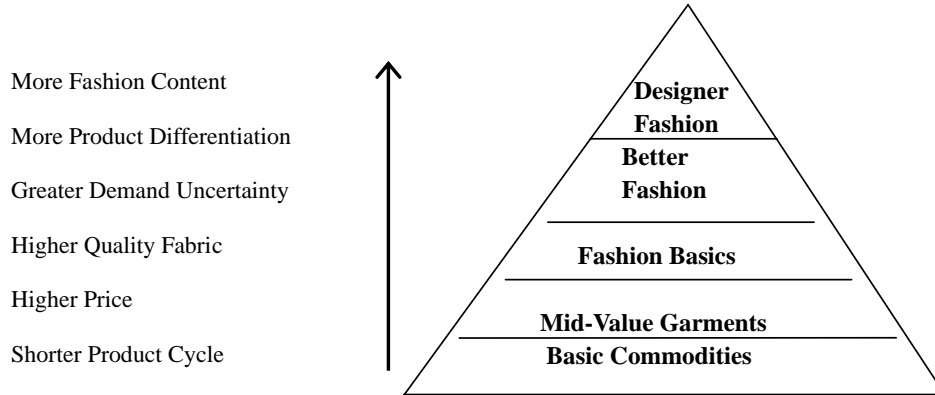 More Fashion Content
More Product Differentiation
Greater Demand Uncertainty
Higher Quality Fabric
Higher Price
Shorter Product Cycle
Designer
Fashion
Better
Fashion
Fashion Basics
Mid-Value Garments
Basic Commodities